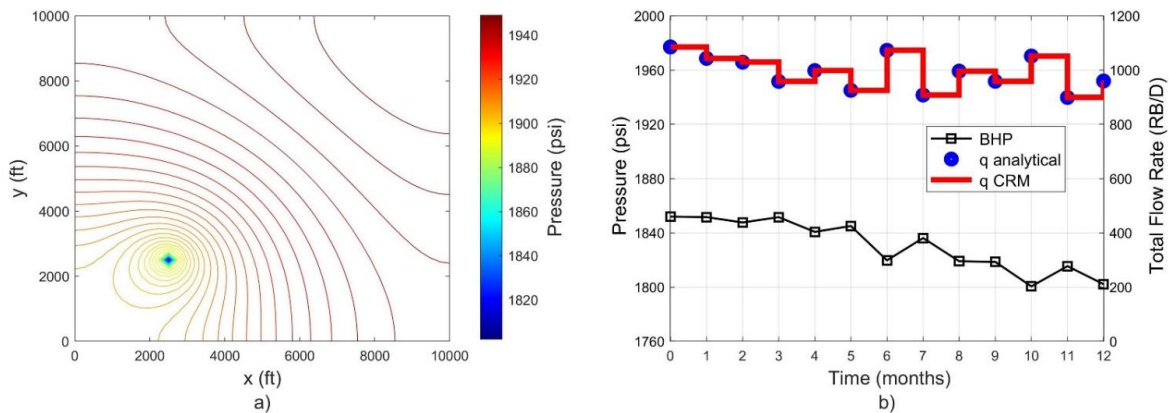 10000
8000
6000
4000
2000
0
y (ft)
0 2000 4000 6000 8000 10000
x (ft)
a)
1940
1920
1900
1880
1860
1840
1820
Pressure (psi)
2000
1960
1920
1880
1840
1800
1760
Pressure (psi)
BHP
q analytical
q CRM
1200
1000
800
600
400
200
0
Total Flow Rate (RB/D)
0 1 2 3 4 5 6 7 8 9 10 11 12
Time (months)
b)